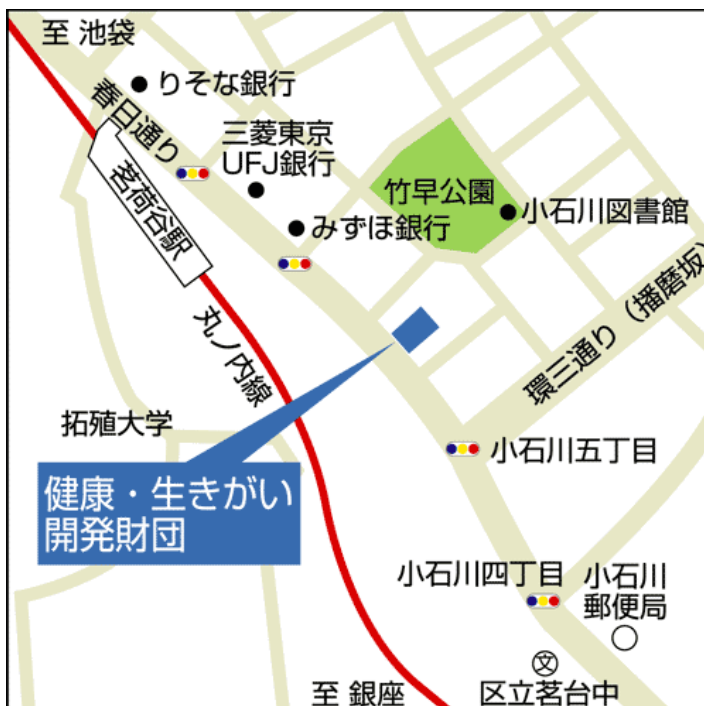 至 池袋
りそな銀行
春日通り
三菱東京
UFJ銀行
竹早公園
茗荷谷駅
小石川図書館
みずほ銀行
環三通り（播磨坂）
丸ノ内線
拓殖大学
小石川五丁目
健康・生きがい
開発財団
小石川四丁目
小石川
郵便局
文
至 銀座
区立茗台中